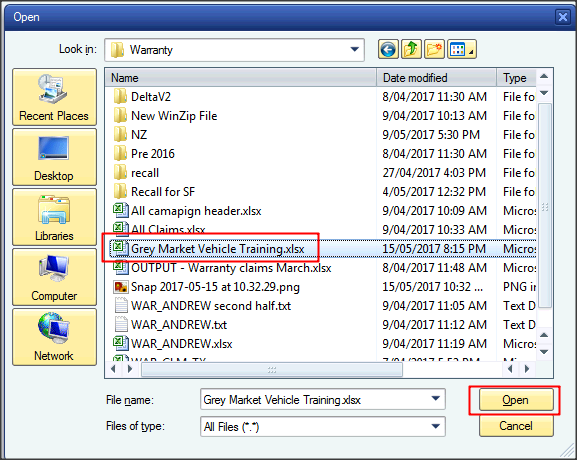 Open
Look in: Warranty
Recent Places
Desktop
Libraries
Computer
Network
Name Date modified Type
DeltaV2 8/04/2017 11:30 AM File fo
New WinZip File 9/04/2017 10:13 AM File fo
NZ 9/05/2017 5:30 PM File fo
Pre 2016 8/04/2017 11:30 AM File fo
recall 27/04/2017 4:03 PM File fo
Recall for SF 4/05/2017 12:32 PM File fo
All camapign header.xlsx 9/04/2017 10:09 AM Micros
All Claims.xlsx 9/04/2017 10:33 AM Micros
Grey Market Vehicle Training.xlsx 15/05/2017 8:15 PM Micros
OUTPUT - Warranty claims March.xlsx 8/04/2017 11:48 AM Micros
Snap 2017-05-15 at 10.32.29.png 15/05/2017 10:32 ... PNG in
WAR_ANDREW second half.txt 9/04/2017 11:05 AM Text D
WAR_ANDREW.txt 9/04/2017 11:12 AM Text D
WAR_ANDREW.xlsx 9/04/2017 11:19 AM Micros
File name: Grey Market Vehicle Training.xlsx Open
Files of type: All Files (*.*) Cancel